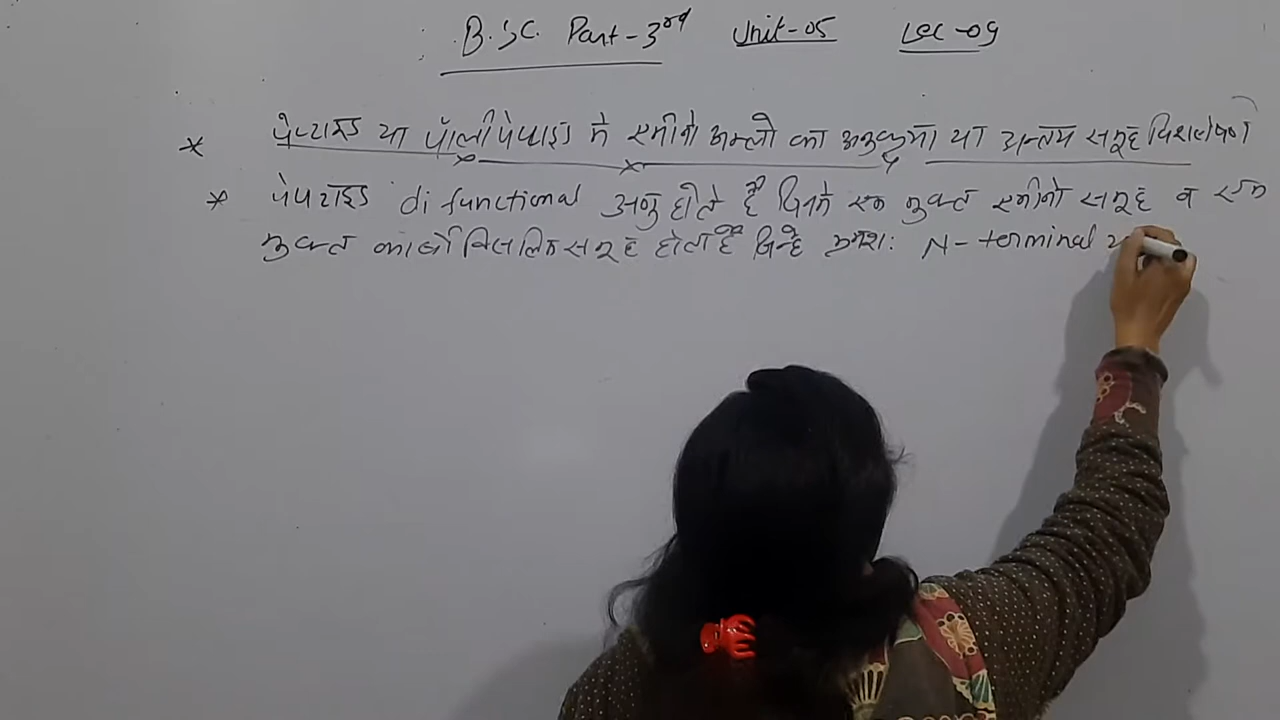 B.Sc. Part-3rd Unit-05 Lec-09
* पेप्टाइड या पॉलीपेप्टाइड मे एमीनो अम्लो का अनुक्रम या अन्तय समूह विश्लेषण
* पेप्टाइड di functional अणु होते है जिनमे एक मुक्त एमीनो समूह व एक
मुक्त कार्बोक्सिलिक समूह होता है जिन्हे क्रमश: N-terminal